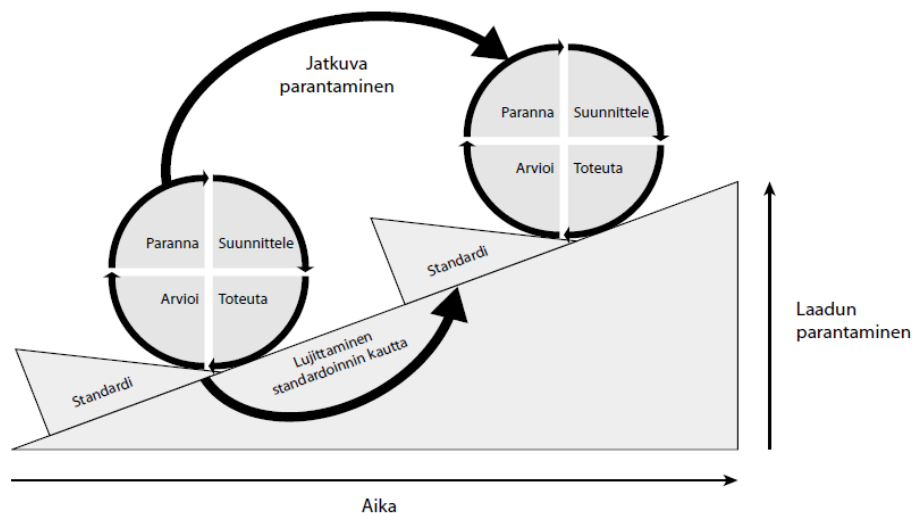 Jatkuva
parantaminen
Paranna Suunnittele
Arvioi Toteuta
Paranna Suunnittele
Arvioi Toteuta
Standardi
Standardi
Lujittaminen
standardoinnin kautta
Laadun
parantaminen
Aika